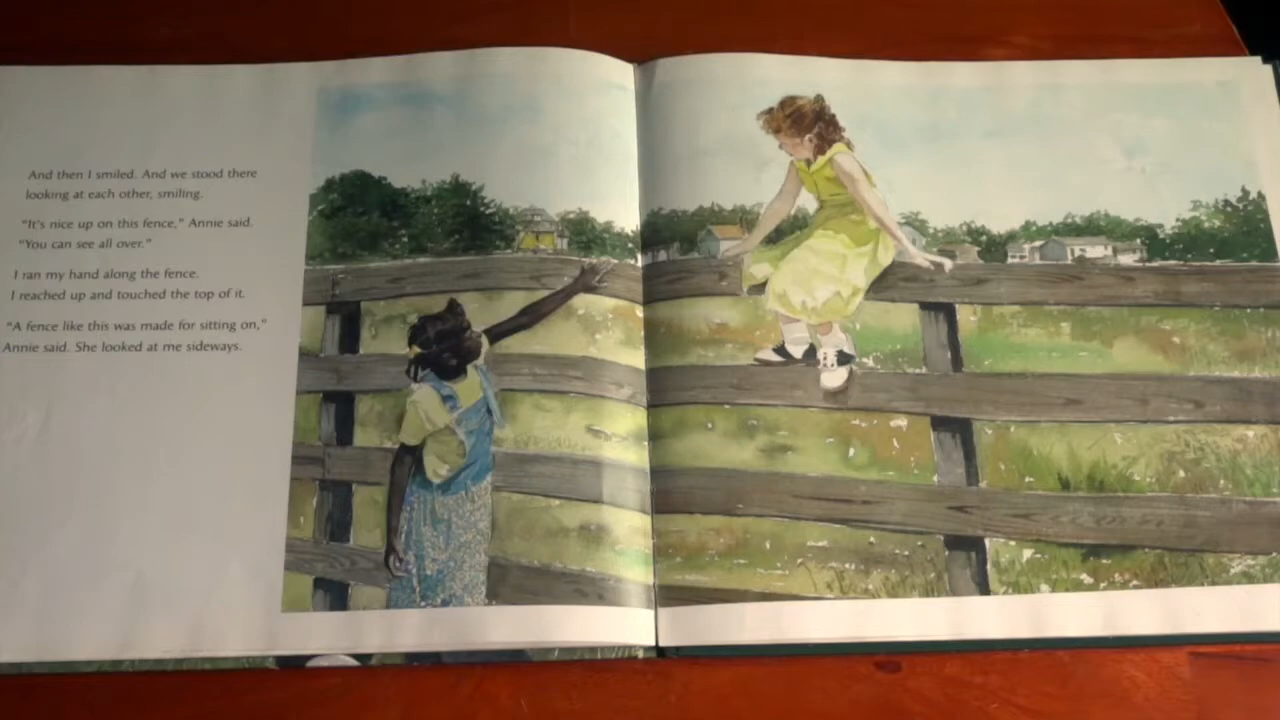 And then I smiled. And we stood there
looking at each other, smiling.
"It's nice up on this fence," Annie said.
"You can see all over."
I ran my hand along the fence.
I reached up and touched the top of it.
"A fence like this was made for sitting on,"
Annie said. She looked at me sideways.